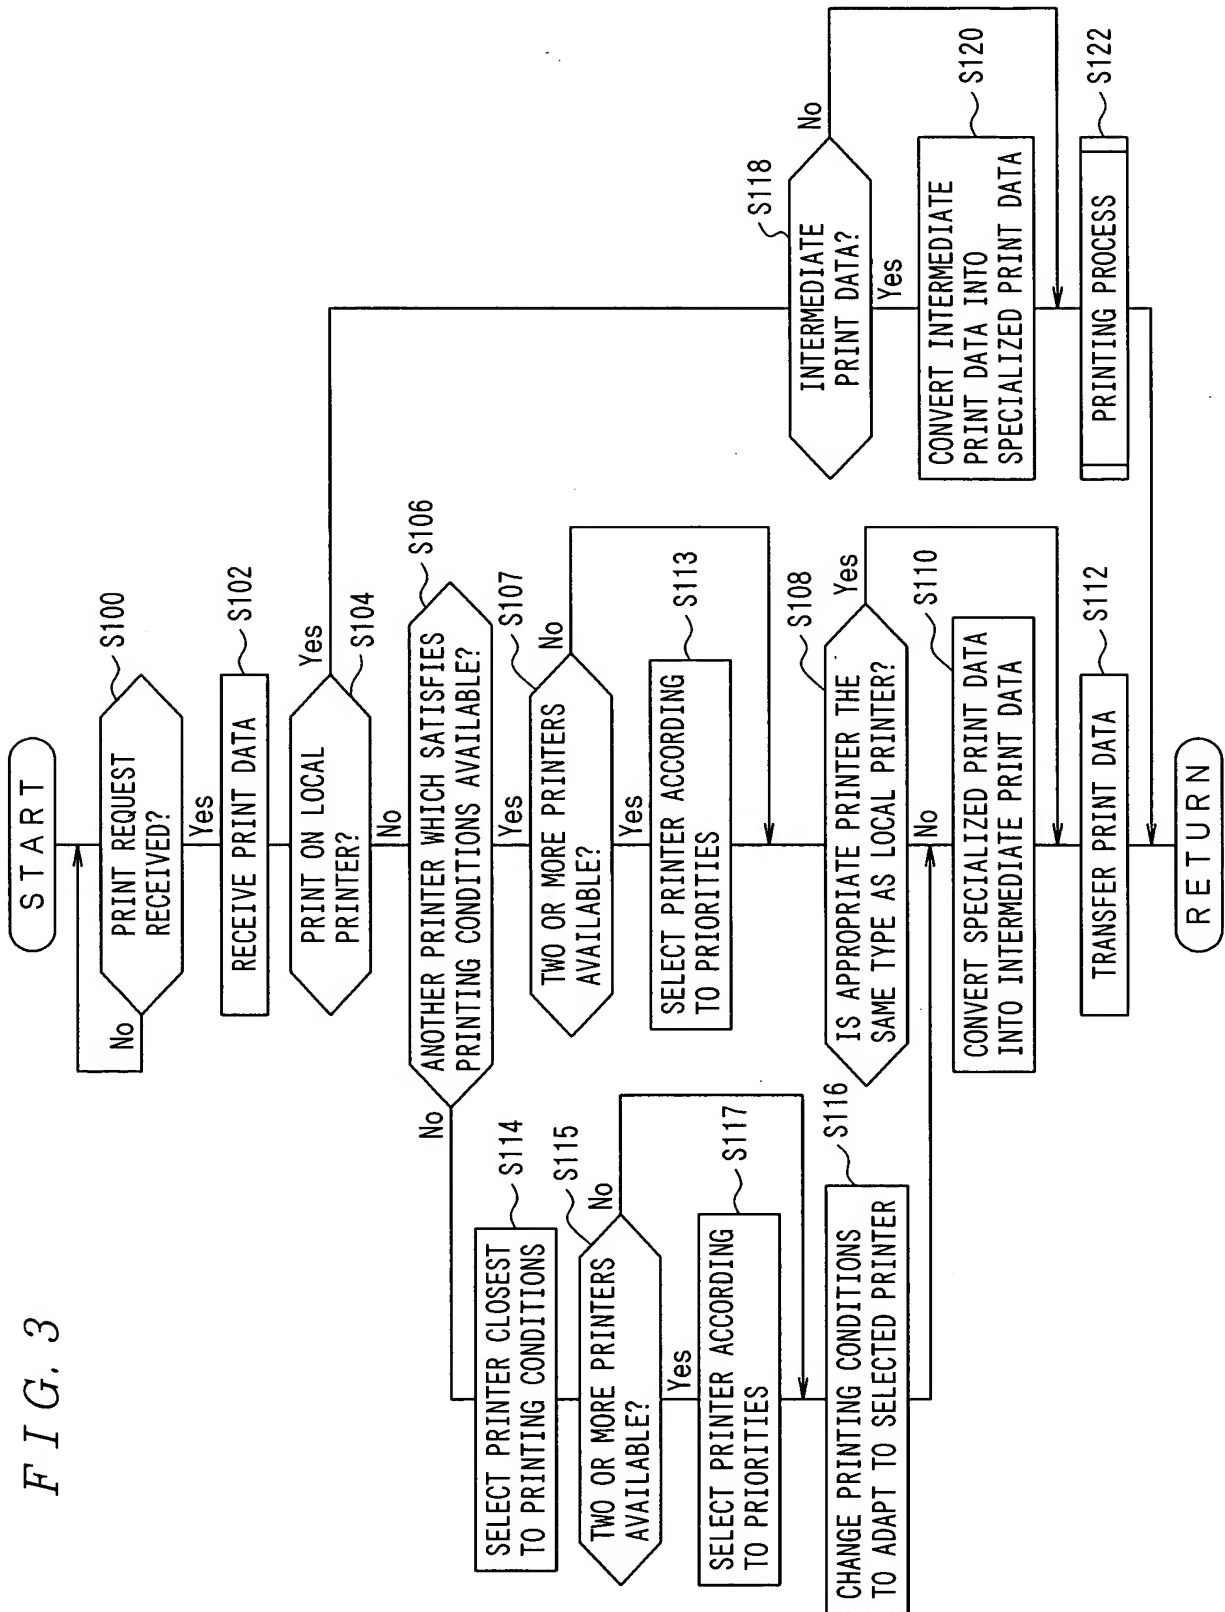 FIG. 3
START
PRINT REQUEST
RECEIVED?
S100
No
Yes
RECEIVE PRINT DATA
S102
PRINT ON LOCAL
PRINTER?
S104
Yes
No
ANOTHER PRINTER WHICH SATISFIES
PRINTING CONDITIONS AVAILABLE?
S106
No
Yes
TWO OR MORE PRINTERS
AVAILABLE?
S107
No
Yes
SELECT PRINTER ACCORDING
TO PRIORITIES
S113
IS APPROPRIATE PRINTER THE
SAME TYPE AS LOCAL PRINTER?
S108
Yes
No
CONVERT SPECIALIZED PRINT DATA
INTO INTERMEDIATE PRINT DATA
S110
TRANSFER PRINT DATA
S112
RETURN
SELECT PRINTER CLOSEST
TO PRINTING CONDITIONS
S114
TWO OR MORE PRINTERS
AVAILABLE?
S115
No
Yes
SELECT PRINTER ACCORDING
TO PRIORITIES
S117
CHANGE PRINTING CONDITIONS
TO ADAPT TO SELECTED PRINTER
S116
INTERMEDIATE
PRINT DATA?
S118
No
Yes
CONVERT INTERMEDIATE
PRINT DATA INTO
SPECIALIZED PRINT DATA
S120
PRINTING PROCESS
S122